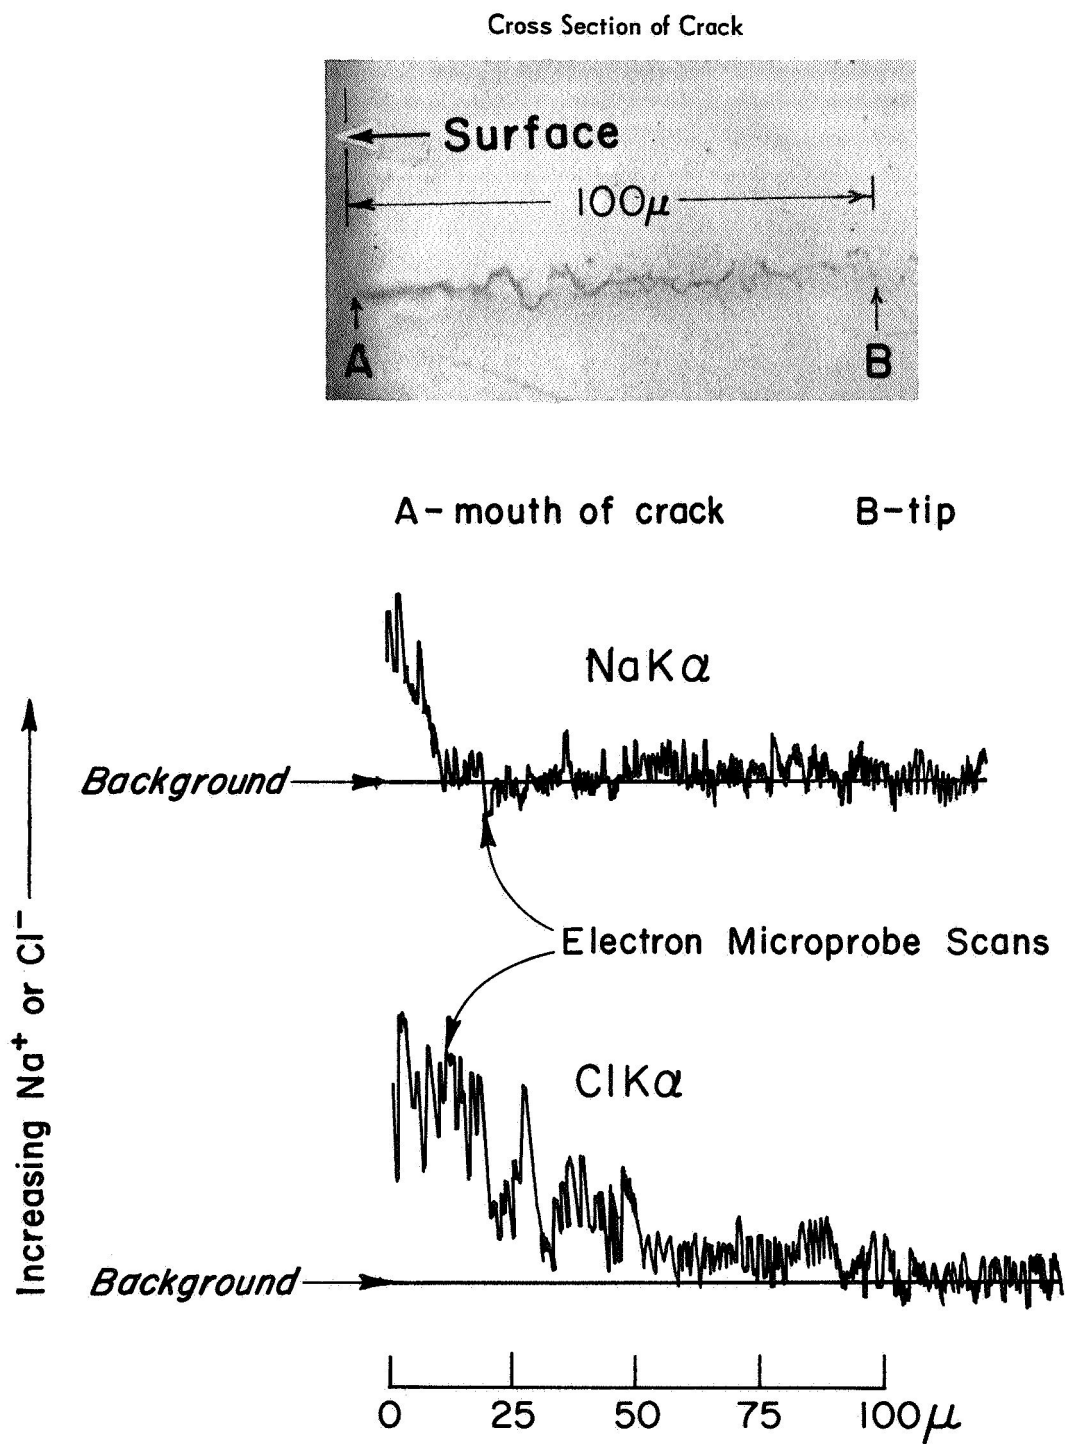 Cross Section of Crack
Surface
100μ
A
B
A-mouth of crack B-tip
NaKα
Background
Electron Microprobe Scans
Increasing Na⁺ or Cl⁻
ClKα
Background
0 25 50 75 100μ